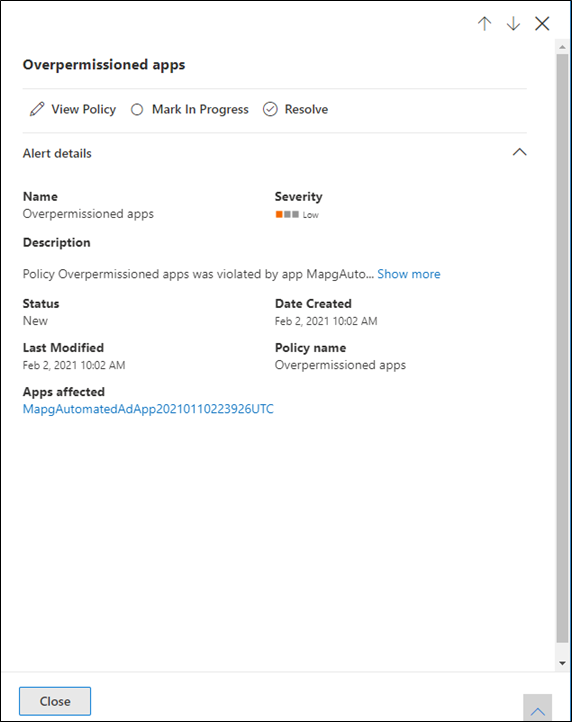 Overpermissioned apps
View Policy Mark In Progress Resolve
Alert details
Name Severity
Overpermissioned apps Low
Description
Policy Overpermissioned apps was violated by app MapgAuto... Show more
Status Date Created
New Feb 2, 2021 10:02 AM
Last Modified Policy name
Feb 2, 2021 10:02 AM Overpermissioned apps
Apps affected
MapgAutomatedAdApp20210110223926UTC
Close